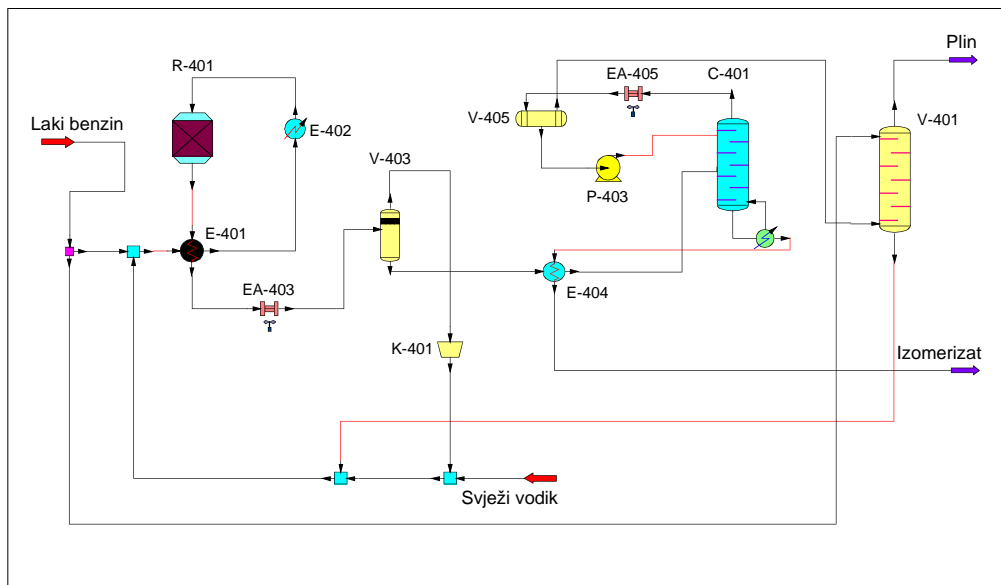 Plin
R-401
EA-405
C-401
Laki benzin
V-405
V-401
E-402
V-403
P-403
E-401
EA-403
E-404
K-401
Izomerizat
Svježi vodik